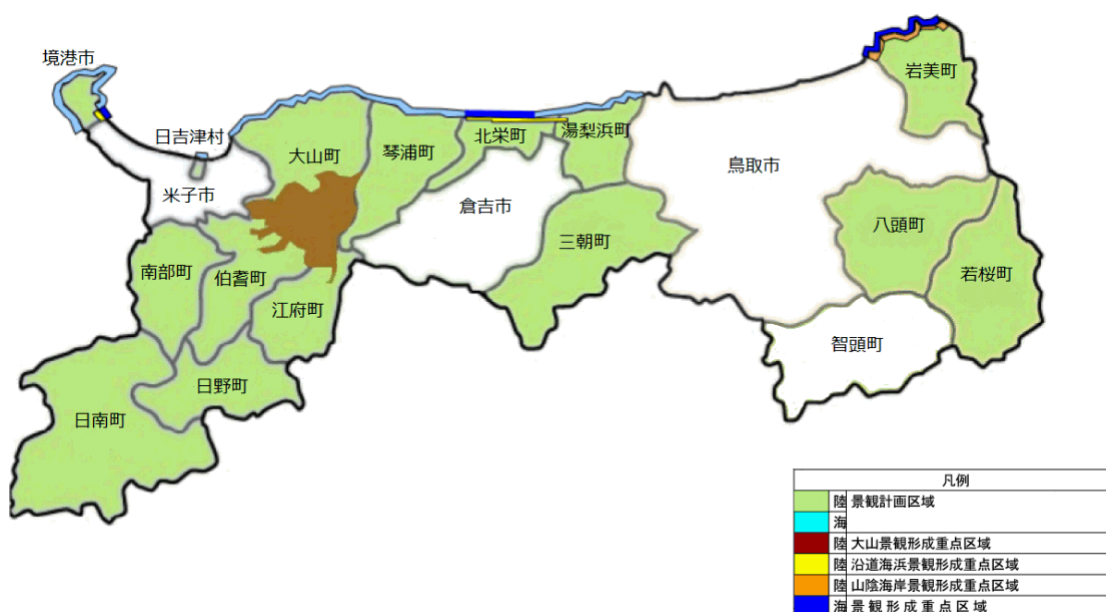 境港市
岩美町
日吉津村
大山町
琴浦町
北栄町
湯梨浜町
鳥取市
米子市
倉吉市
八頭町
三朝町
南部町
伯耆町
若桜町
江府町
智頭町
日野町
日南町
凡例
陸 景観計画区域
海
陸 大山景観形成重点区域
陸 沿道海浜景観形成重点区域
陸 山陰海岸景観形成重点区域
海 景観形成重点区域